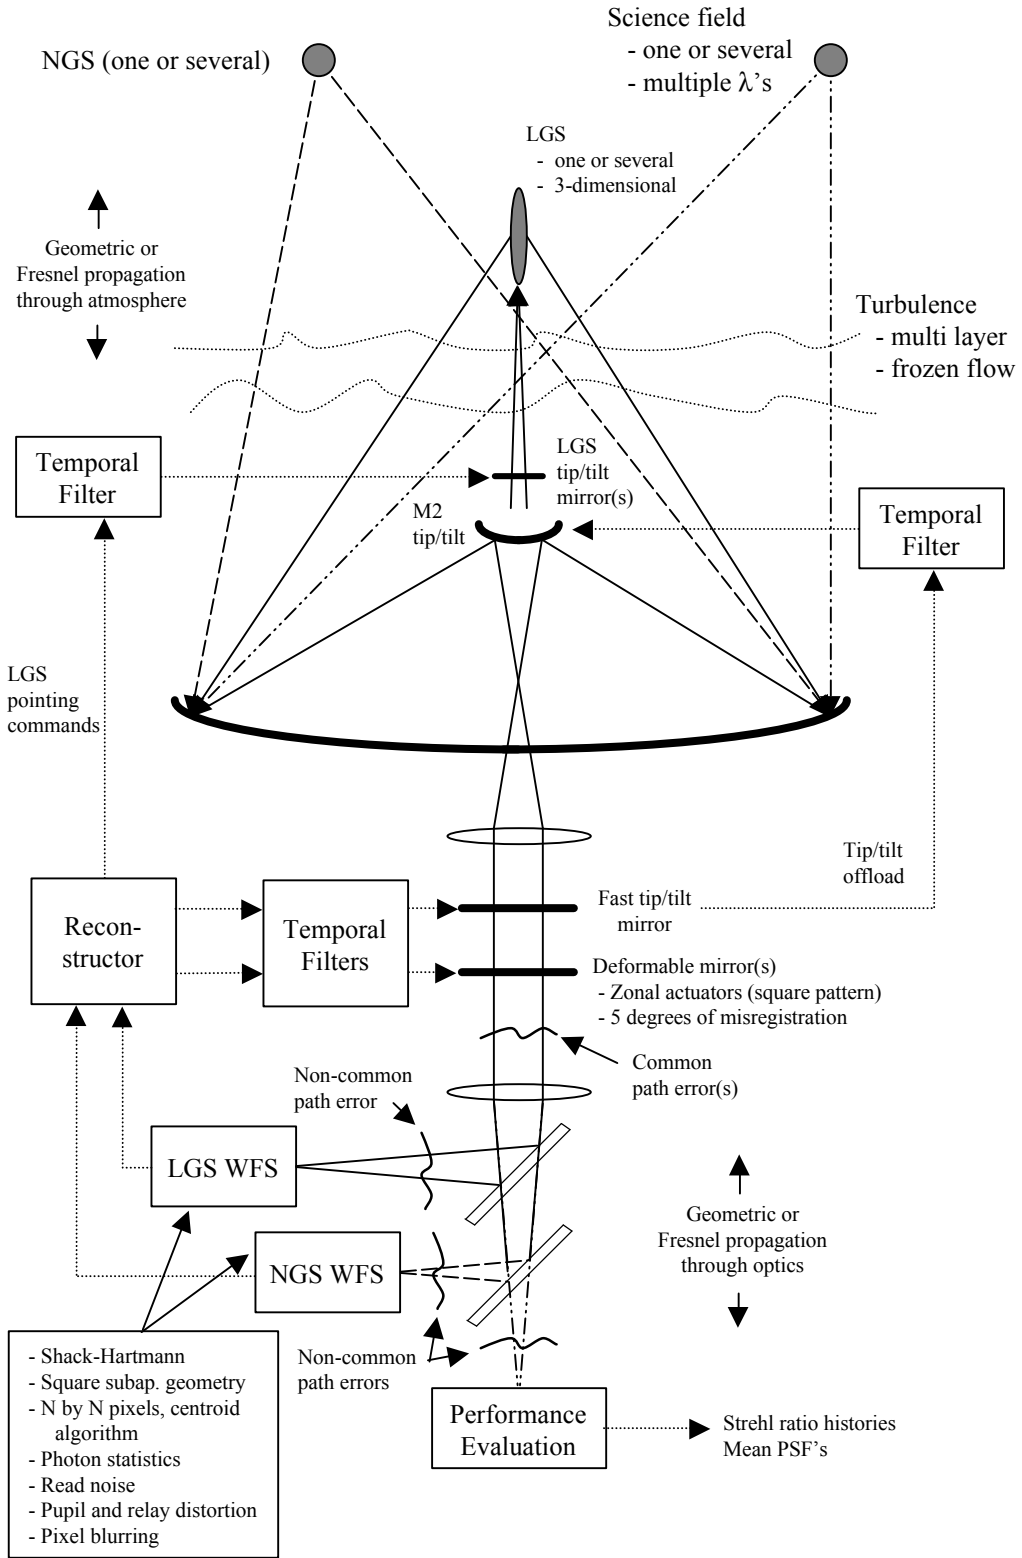 Science field
- one or several
- multiple λ's
NGS (one or several)
LGS
- one or several
- 3-dimensional
Geometric or
Fresnel propagation
through atmosphere
Turbulence
- multi layer
- frozen flow
Temporal
Filter
LGS
tip/tilt
mirror(s)
M2
tip/tilt
Temporal
Filter
LGS
pointing
commands
Tip/tilt
offload
Recon-
structor
Temporal
Filters
Fast tip/tilt
mirror
Deformable mirror(s)
- Zonal actuators (square pattern)
- 5 degrees of misregistration
Common
path error(s)
Non-common
path error
LGS WFS
Geometric or
Fresnel propagation
through optics
NGS WFS
Non-common
path errors
- Shack-Hartmann
- Square subap. geometry
- N by N pixels, centroid
algorithm
- Photon statistics
- Read noise
- Pupil and relay distortion
- Pixel blurring
Performance
Evaluation
Strehl ratio histories
Mean PSF's